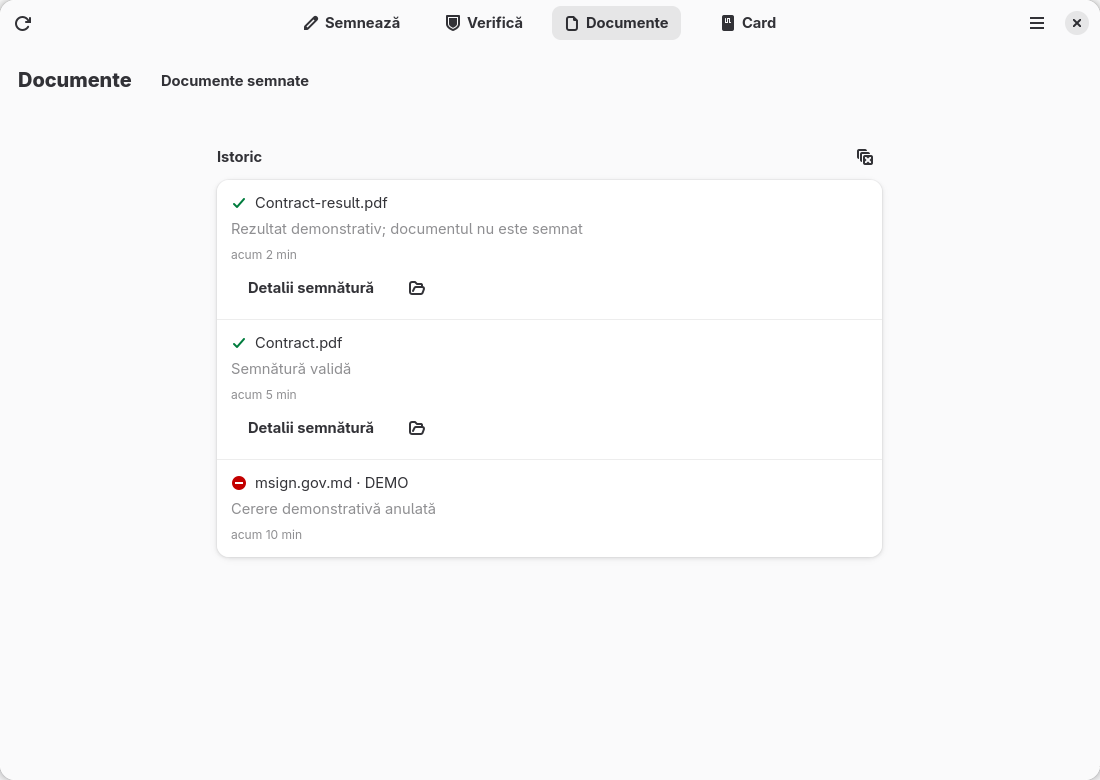 Semnează
Verifică
Documente
Card
Documente
Documente semnate
Istoric
Contract-result.pdf
Rezultat demonstrativ; documentul nu este semnat
acum 2 min
Detalii semnătură
Contract.pdf
Semnătură validă
acum 5 min
Detalii semnătură
msign.gov.md · DEMO
Cerere demonstrativă anulată
acum 10 min